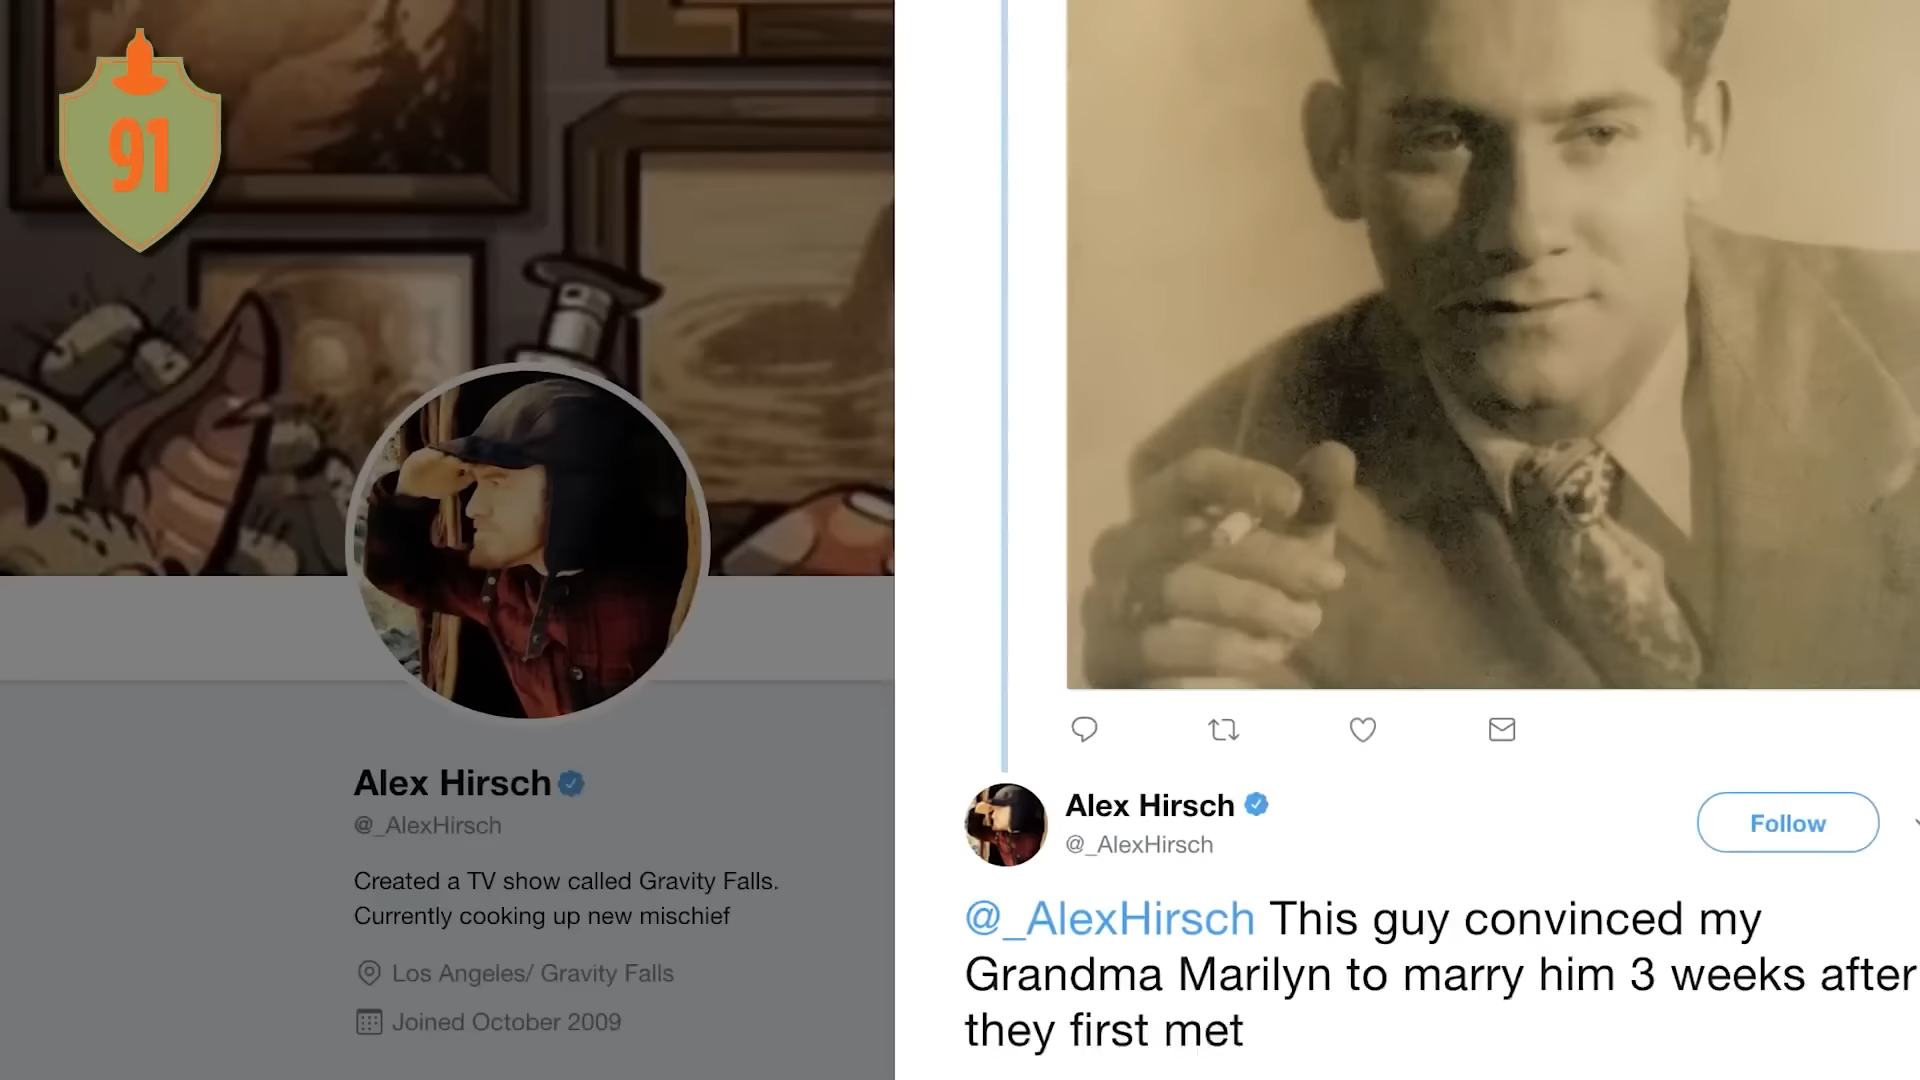 91
Alex Hirsch
@_AlexHirsch
Created a TV show called Gravity Falls.
Currently cooking up new mischief
Los Angeles/ Gravity Falls
Joined October 2009
Alex Hirsch
@_AlexHirsch
Follow
@_AlexHirsch This guy convinced my
Grandma Marilyn to marry him 3 weeks after
they first met